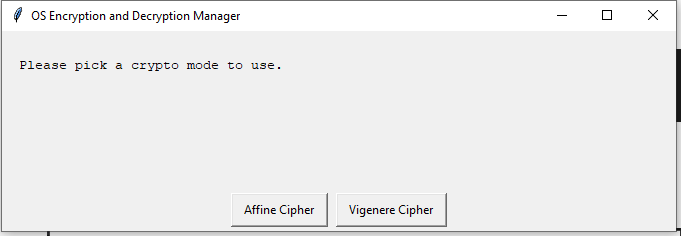 OS Encryption and Decryption Manager
Please pick a crypto mode to use.
Affine Cipher
Vigenere Cipher